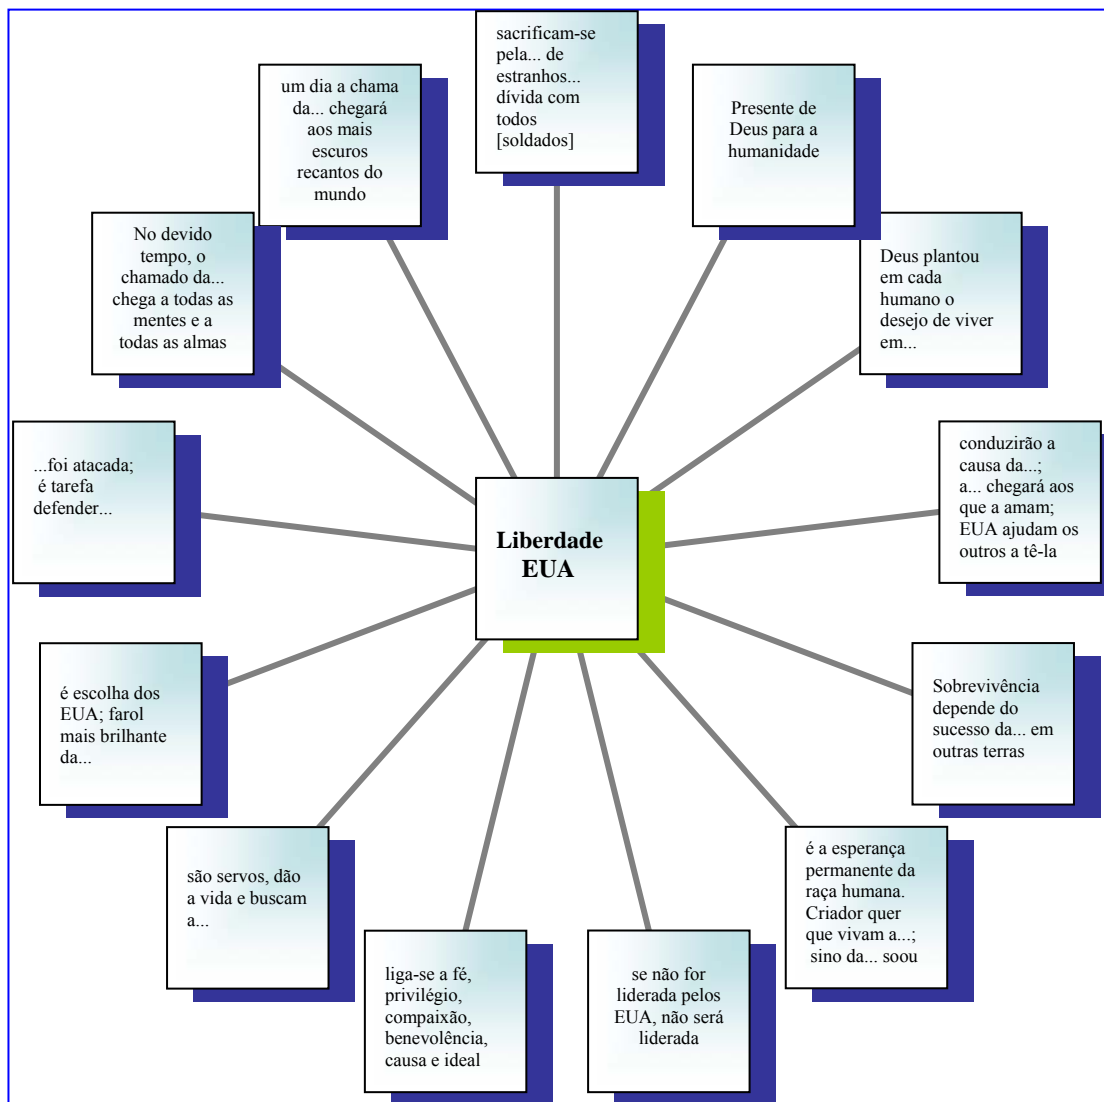 sacrificam-se
pela... de
estranhos...
dívida com
todos
[soldados]
um dia a chama
da... chegará
aos mais
escuros
recantos do
mundo
Presente de
Deus para a
humanidade
No devido
tempo, o
chamado da...
chega a todas as
mentes e a
todas as almas
Deus plantou
em cada
humano o
desejo de viver
em...
...foi atacada;
é tarefa
defender...
conduzirão a
causa da...;
a... chegará aos
que a amam;
EUA ajudam os
outros a tê-la
Liberdade
EUA
é escolha dos
EUA; farol
mais brilhante
da...
Sobrevivência
depende do
sucesso da... em
outras terras
são servos, dão
a vida e buscam
a...
é a esperança
permanente da
raça humana.
Criador quer
que vivam a...;
sino da... soou
liga-se a fé,
privilégio,
compaixão,
benevolência,
causa e ideal
se não for
liderada pelos
EUA, não será
liderada